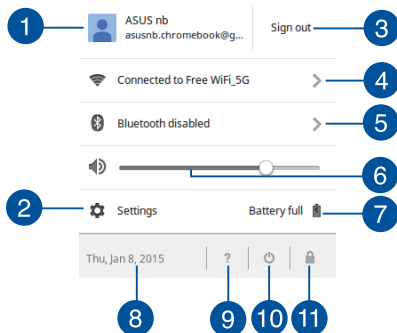 1
ASUS nb
asusnb.chromebook@g...
Sign out
3
Connected to Free WiFi_5G
4
Bluetooth disabled
5
6
2
Settings
Battery full
7
Thu, Jan 8, 2015
?
8
9
10
11